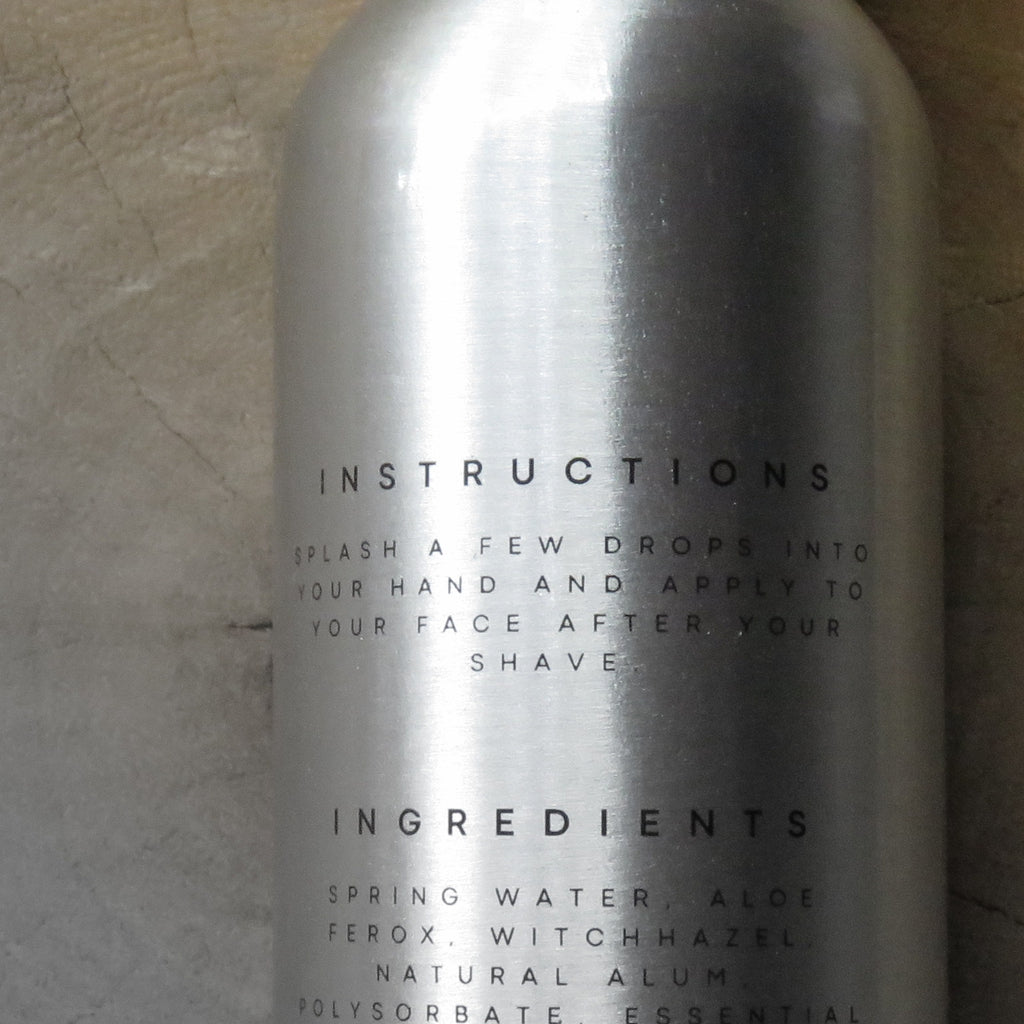 INSTRUCTIONS
SPLASH A FEW DROPS INTO
YOUR HAND AND APPLY TO
YOUR FACE AFTER YOUR
SHAVE.
INGREDIENTS
SPRING WATER, ALOE
FEROX, WITCHHAZEL,
NATURAL ALUM,
POLYSORBATE, ESSENTIAL